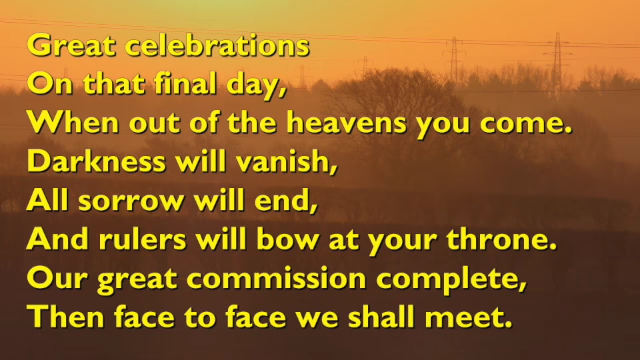 Great celebrations
On that final day,
When out of the heavens you come.
Darkness will vanish,
All sorrow will end,
And rulers will bow at your throne.
Our great commission complete,
Then face to face we shall meet.